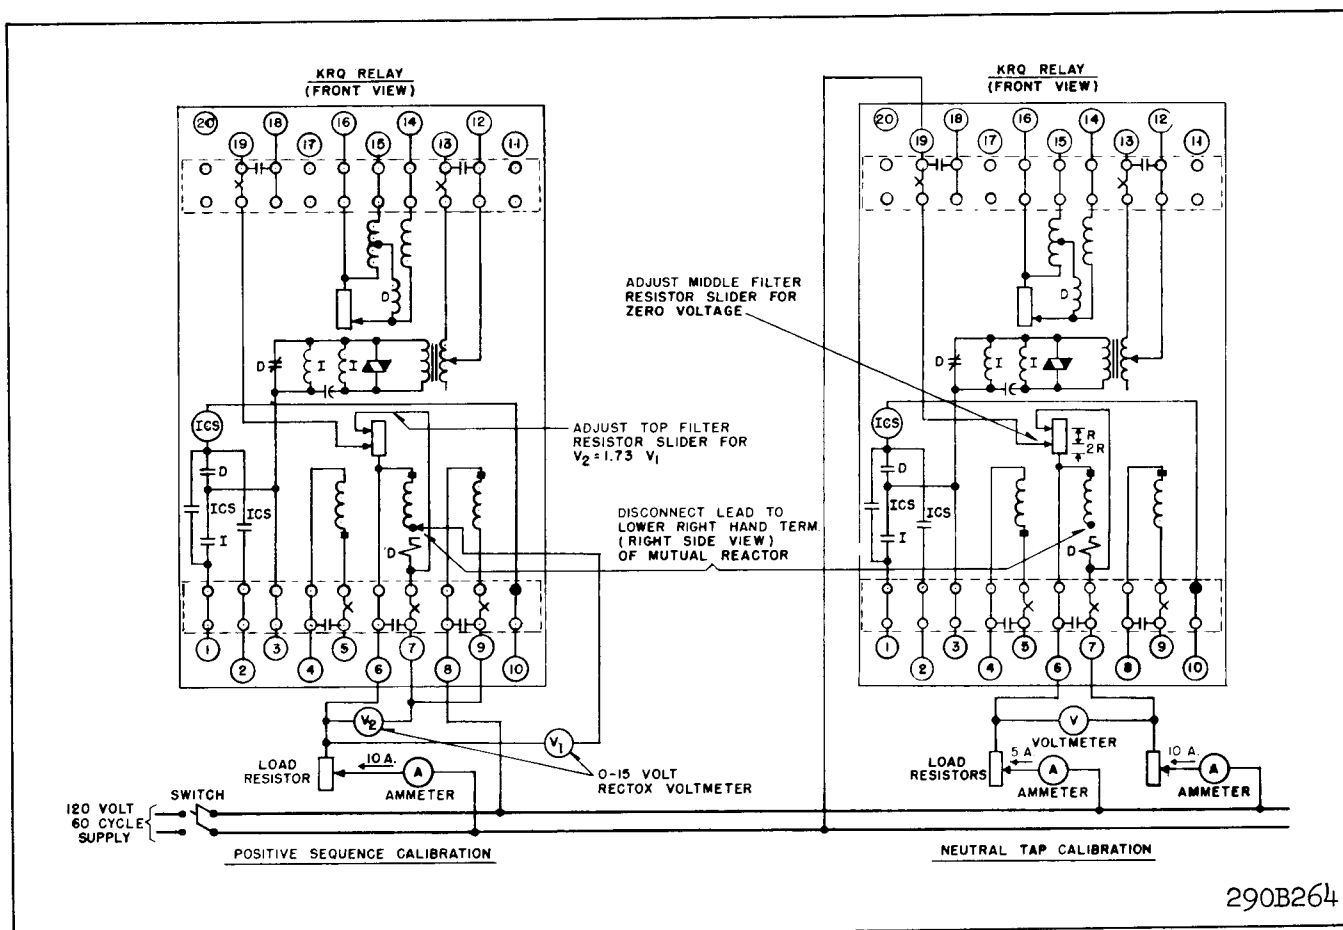 KRQ RELAY
(FRONT VIEW)
20
18
16
14
12
19
17
15
13
11
D
D
I
I
ICS
D
ICS
ICS
I
D
ADJUST TOP FILTER
RESISTOR SLIDER FOR
V2=1.73 V1
1
3
5
7
9
2
4
6
8
10
V2
V1
LOAD
RESISTOR
10 A.
A
AMMETER
0-15 VOLT
RECTOX VOLTMETER
120 VOLT
60 CYCLE
SUPPLY
SWITCH
POSITIVE SEQUENCE CALIBRATION
ADJUST MIDDLE FILTER
RESISTOR SLIDER FOR
ZERO VOLTAGE
DISCONNECT LEAD TO
LOWER RIGHT HAND TERM.
(RIGHT SIDE VIEW)
OF MUTUAL REACTOR
KRQ RELAY
(FRONT VIEW)
20
18
16
14
12
19
17
15
13
11
D
D
I
I
ICS
R
2R
D
ICS
ICS
I
D
1
3
5
7
9
2
4
6
8
10
V
VOLTMETER
LOAD
RESISTORS
5 A.
A
AMMETER
10 A.
A
AMMETER
NEUTRAL TAP CALIBRATION
290B264